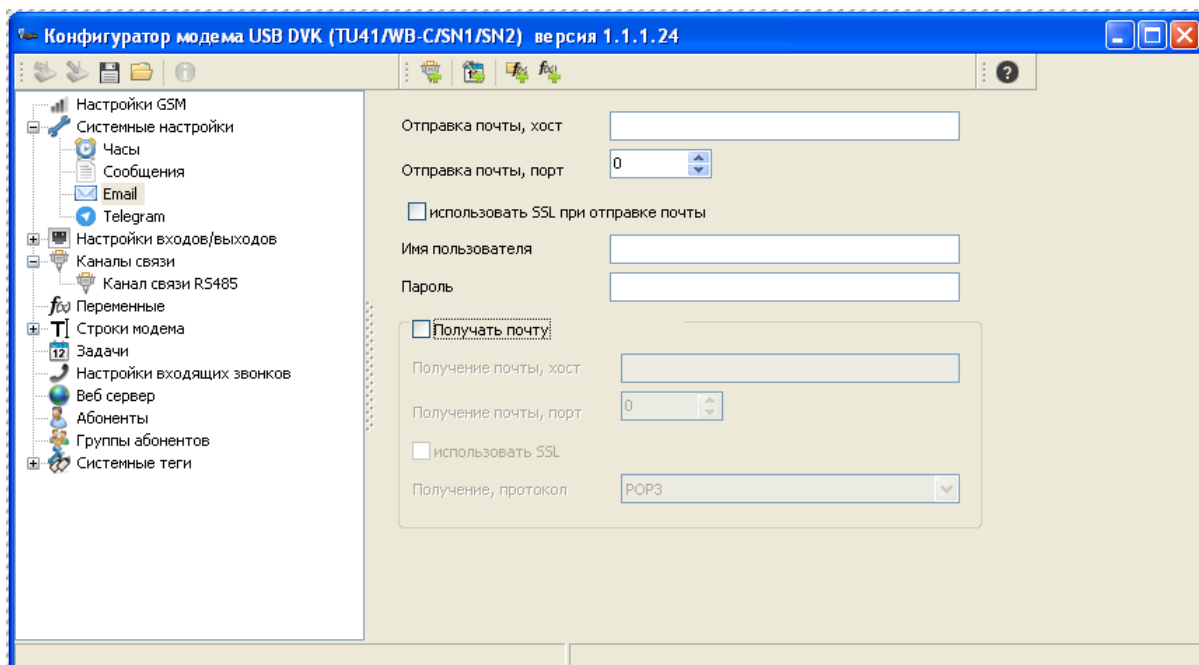 Конфигуратор модема USB DVK (TU41/WB-C/SN1/SN2) версия 1.1.1.24
Настройки GSM
Системные настройки
Часы
Сообщения
Email
Telegram
Настройки входов/выходов
Каналы связи
Канал связи RS485
f(x) Переменные
Строки модема
12 Задачи
Настройки входящих звонков
Веб сервер
Абоненты
Группы абонентов
Системные теги
Отправка почты, хост
Отправка почты, порт
0
использовать SSL при отправке почты
Имя пользователя
Пароль
Получать почту
Получение почты, хост
Получение почты, порт
0
использовать SSL
Получение, протокол
POP3